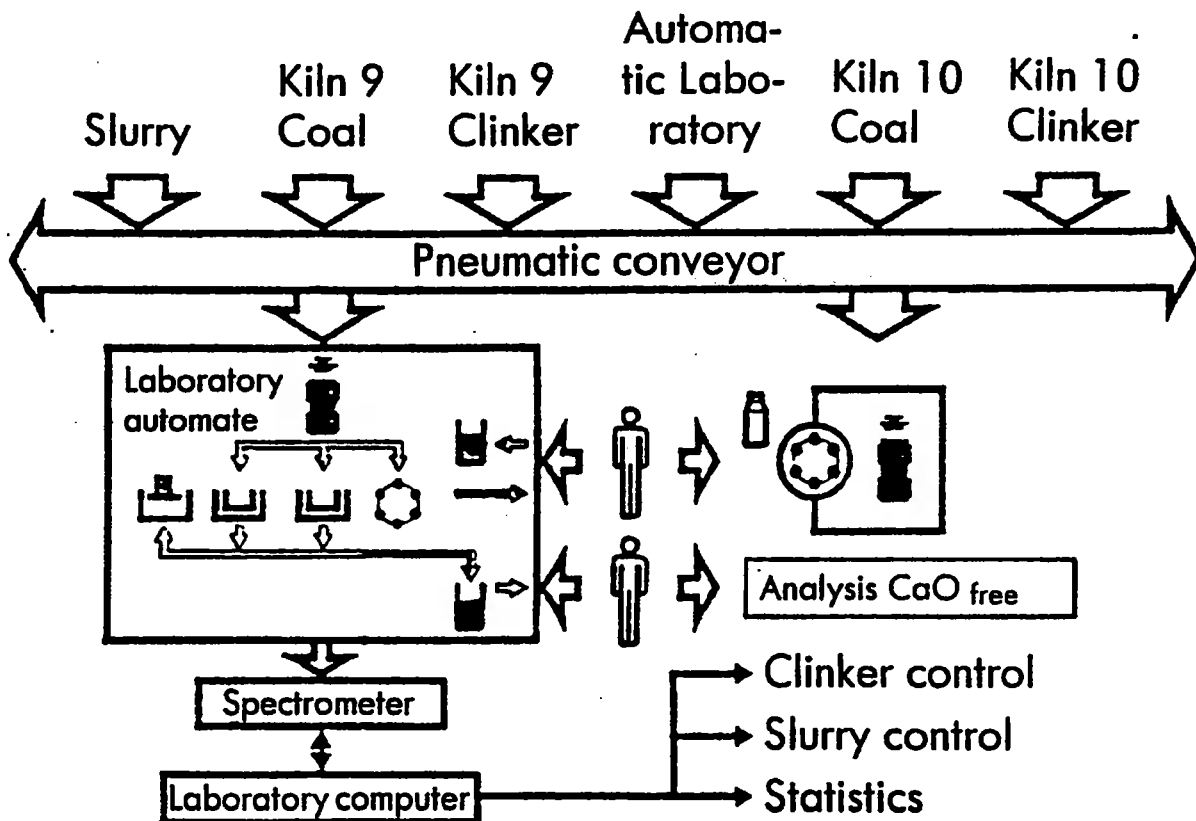 Slurry
Kiln 9
Coal
Kiln 9
Clinker
Automa-
tic Labo-
ratory
Kiln 10
Coal
Kiln 10
Clinker
Pneumatic conveyor
Laboratory
automate
Analysis CaO free
Spectrometer
Laboratory computer
Clinker control
Slurry control
Statistics